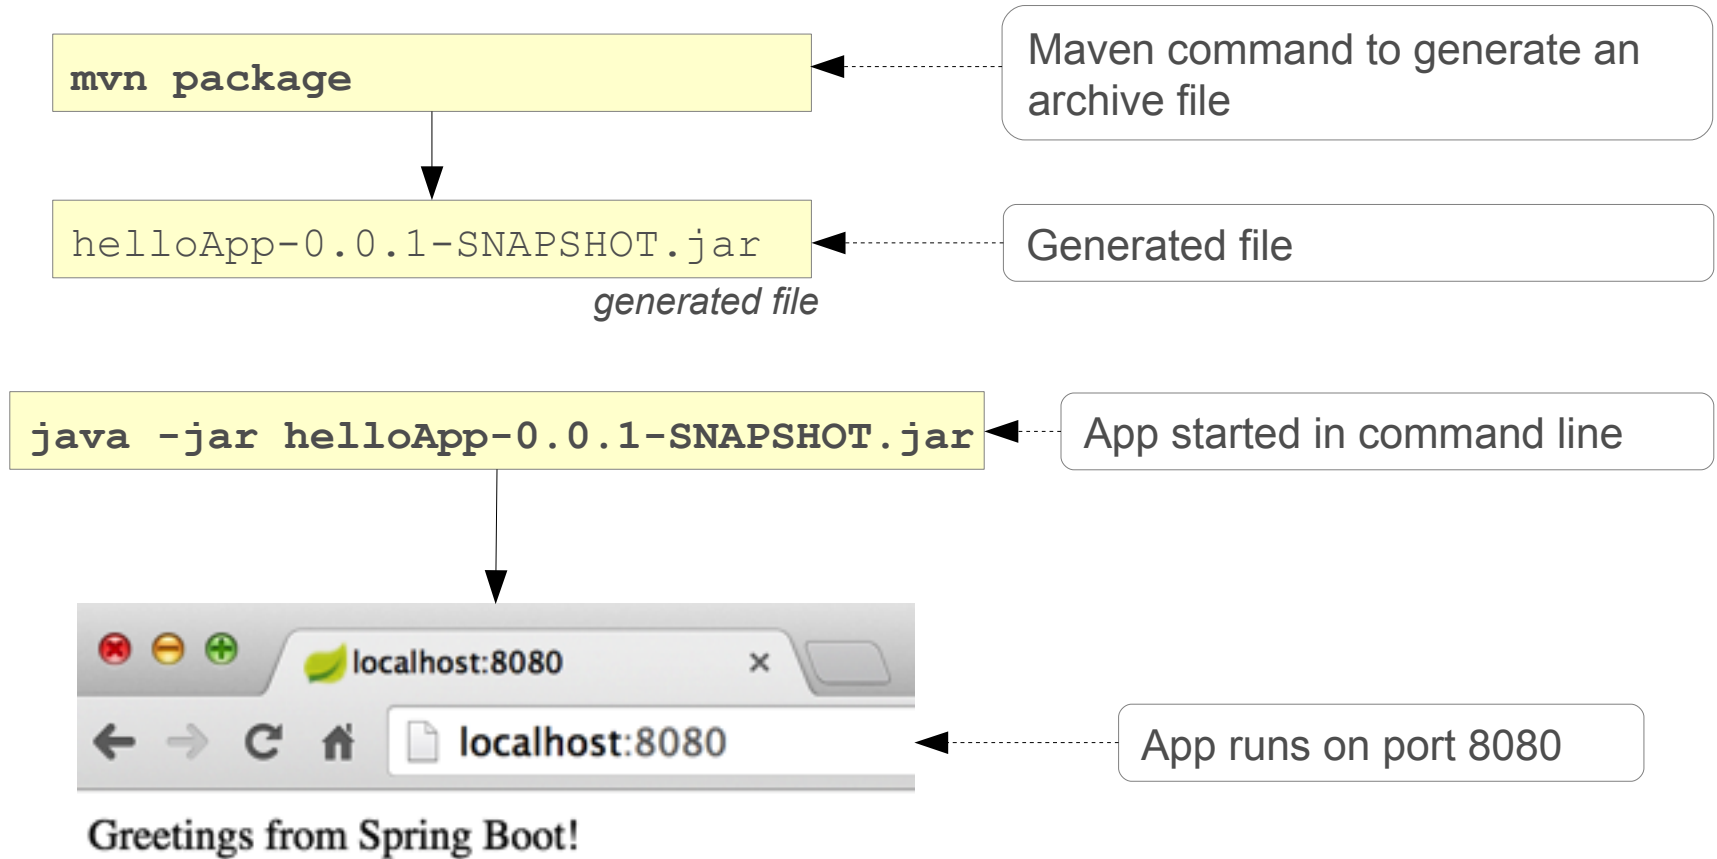 mvn package
Maven command to generate an
archive file
helloApp-0.0.1-SNAPSHOT.jar
Generated file
generated file
java -jar helloApp-0.0.1-SNAPSHOT.jar
App started in command line
localhost:8080
localhost:8080
App runs on port 8080
Greetings from Spring Boot!